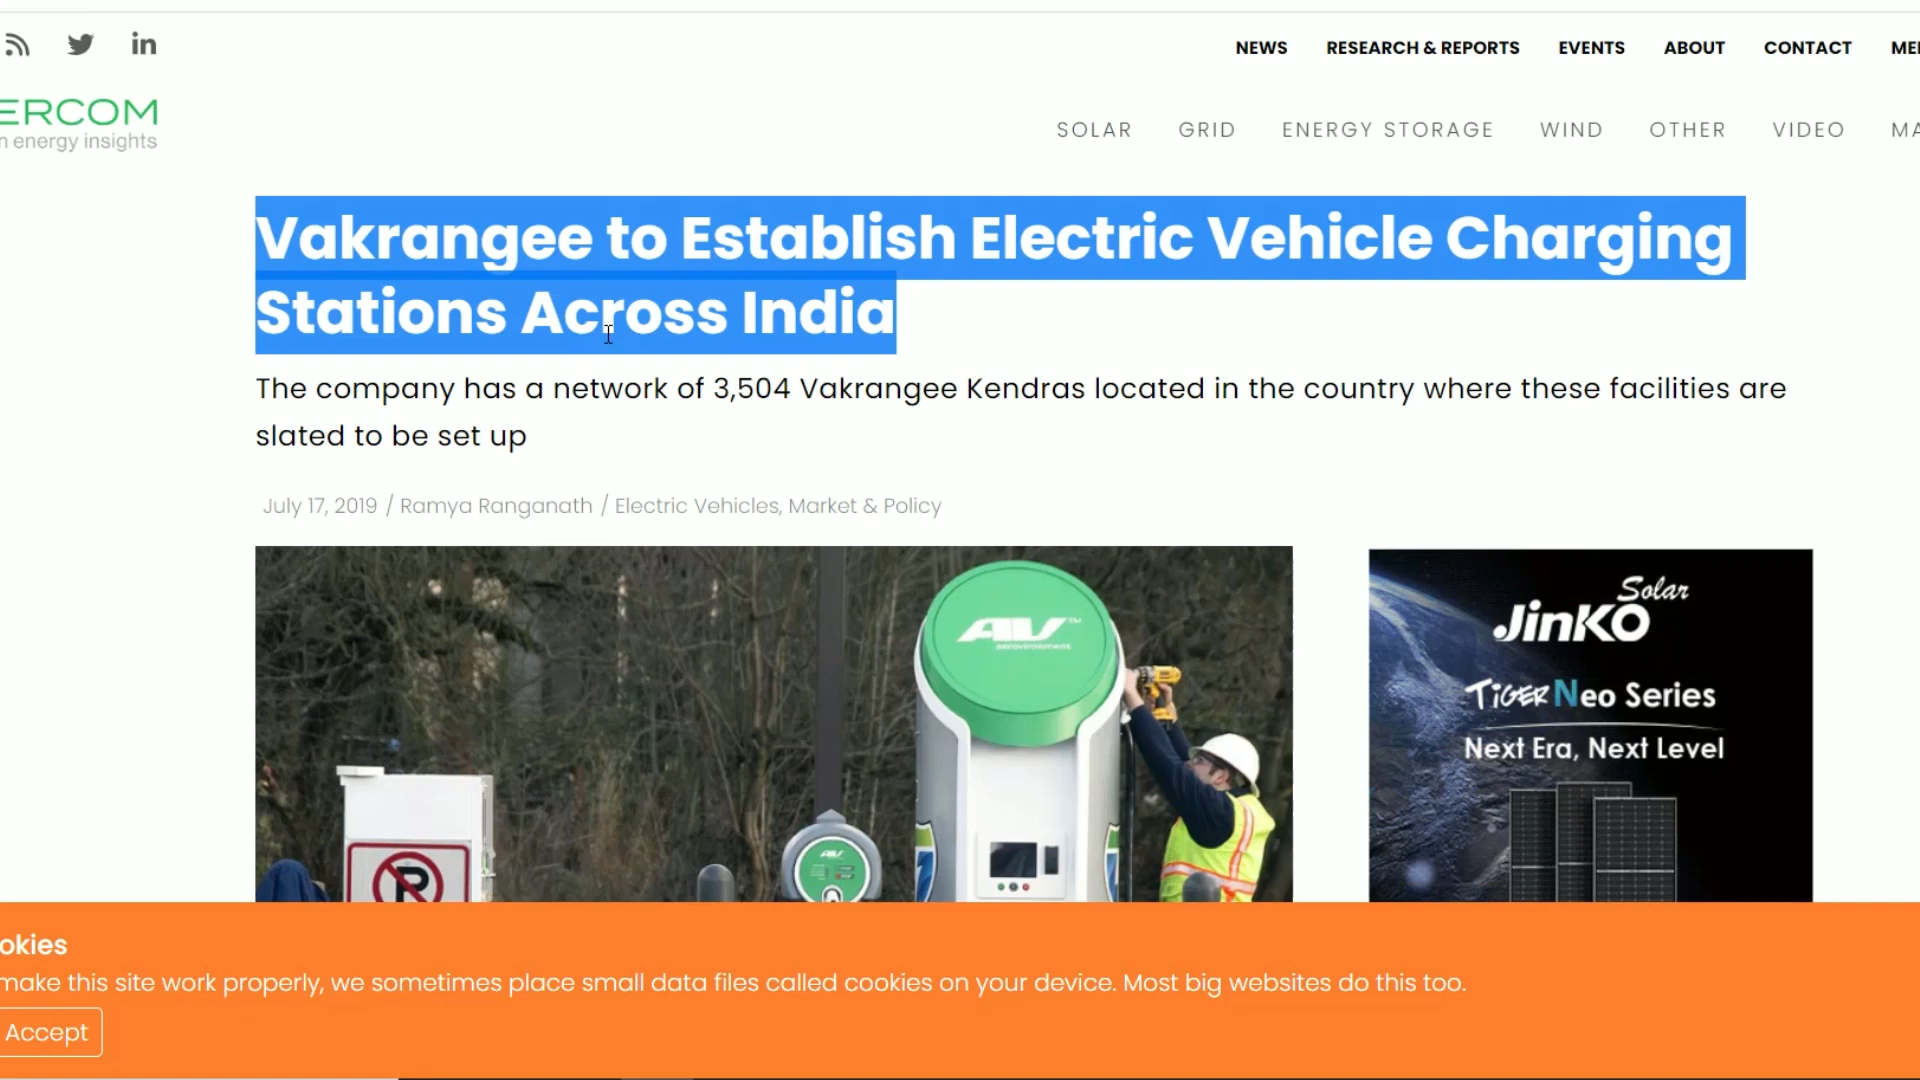 NEWS RESEARCH & REPORTS EVENTS ABOUT CONTACT
ERCOM
n energy insights
SOLAR GRID ENERGY STORAGE WIND OTHER VIDEO MA
Vakrangee to Establish Electric Vehicle Charging
Stations Across India
The company has a network of 3,504 Vakrangee Kendras located in the country where these facilities are
slated to be set up
July 17, 2019 / Ramya Ranganath / Electric Vehicles, Market & Policy
AV™
aerovironment
AV
P
Solar
JinKO
TIGER Neo Series
Next Era, Next Level
okies
make this site work properly, we sometimes place small data files called cookies on your device. Most big websites do this too.
Accept